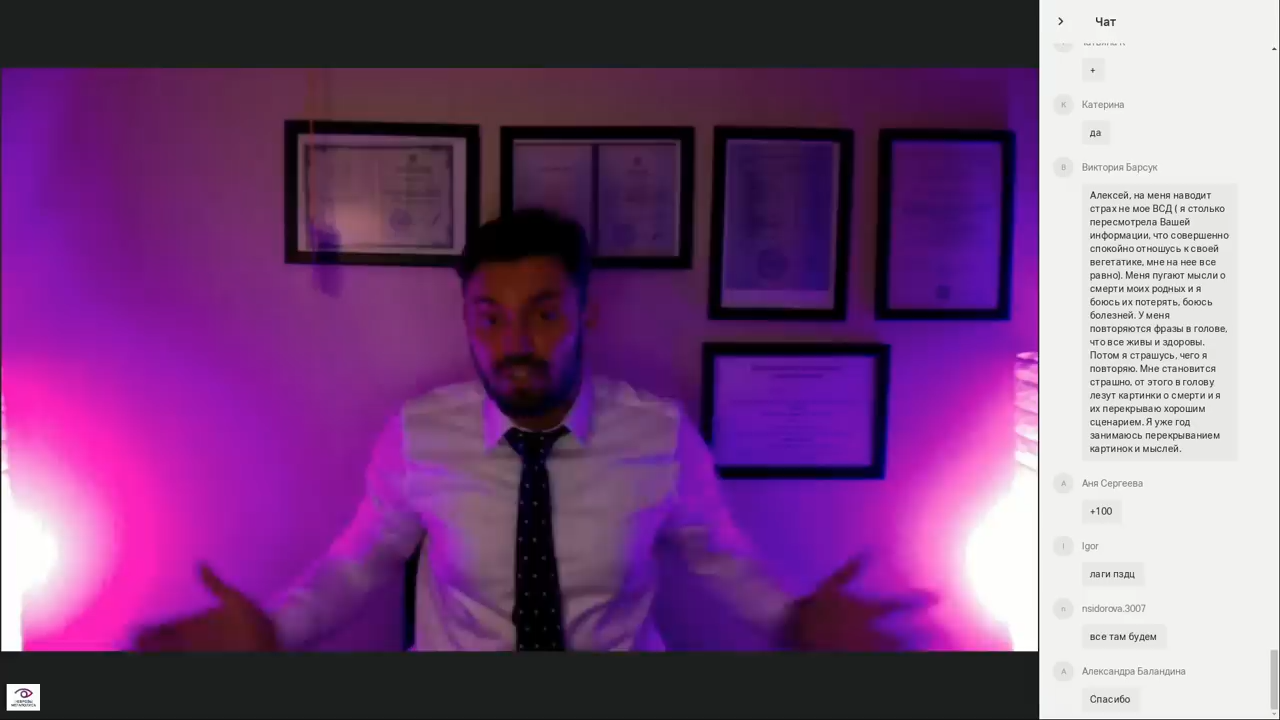 Чат
+
К
Катерина
да
В
Виктория Барсук
Алексей, на меня наводит
страх не мое ВСД ( я столько
пересмотрела Вашей
информации, что совершенно
спокойно отношусь к своей
вегетатике, мне на нее все
равно). Меня пугают мысли о
смерти моих родных и я
боюсь их потерять, боюсь
болезней. У меня
повторяются фразы в голове,
что все живы и здоровы.
Потом я страшусь, чего я
повторяю. Мне становится
страшно, от этого в голову
лезут картинки о смерти и я
их перекрываю хорошим
сценарием. Я уже год
занимаюсь перекрыванием
картинок и мыслей.
А
Аня Сергеева
+100
I
Igor
лаги пздц
n
nsidorova.3007
все там будем
А
Александра Баландина
Спасибо